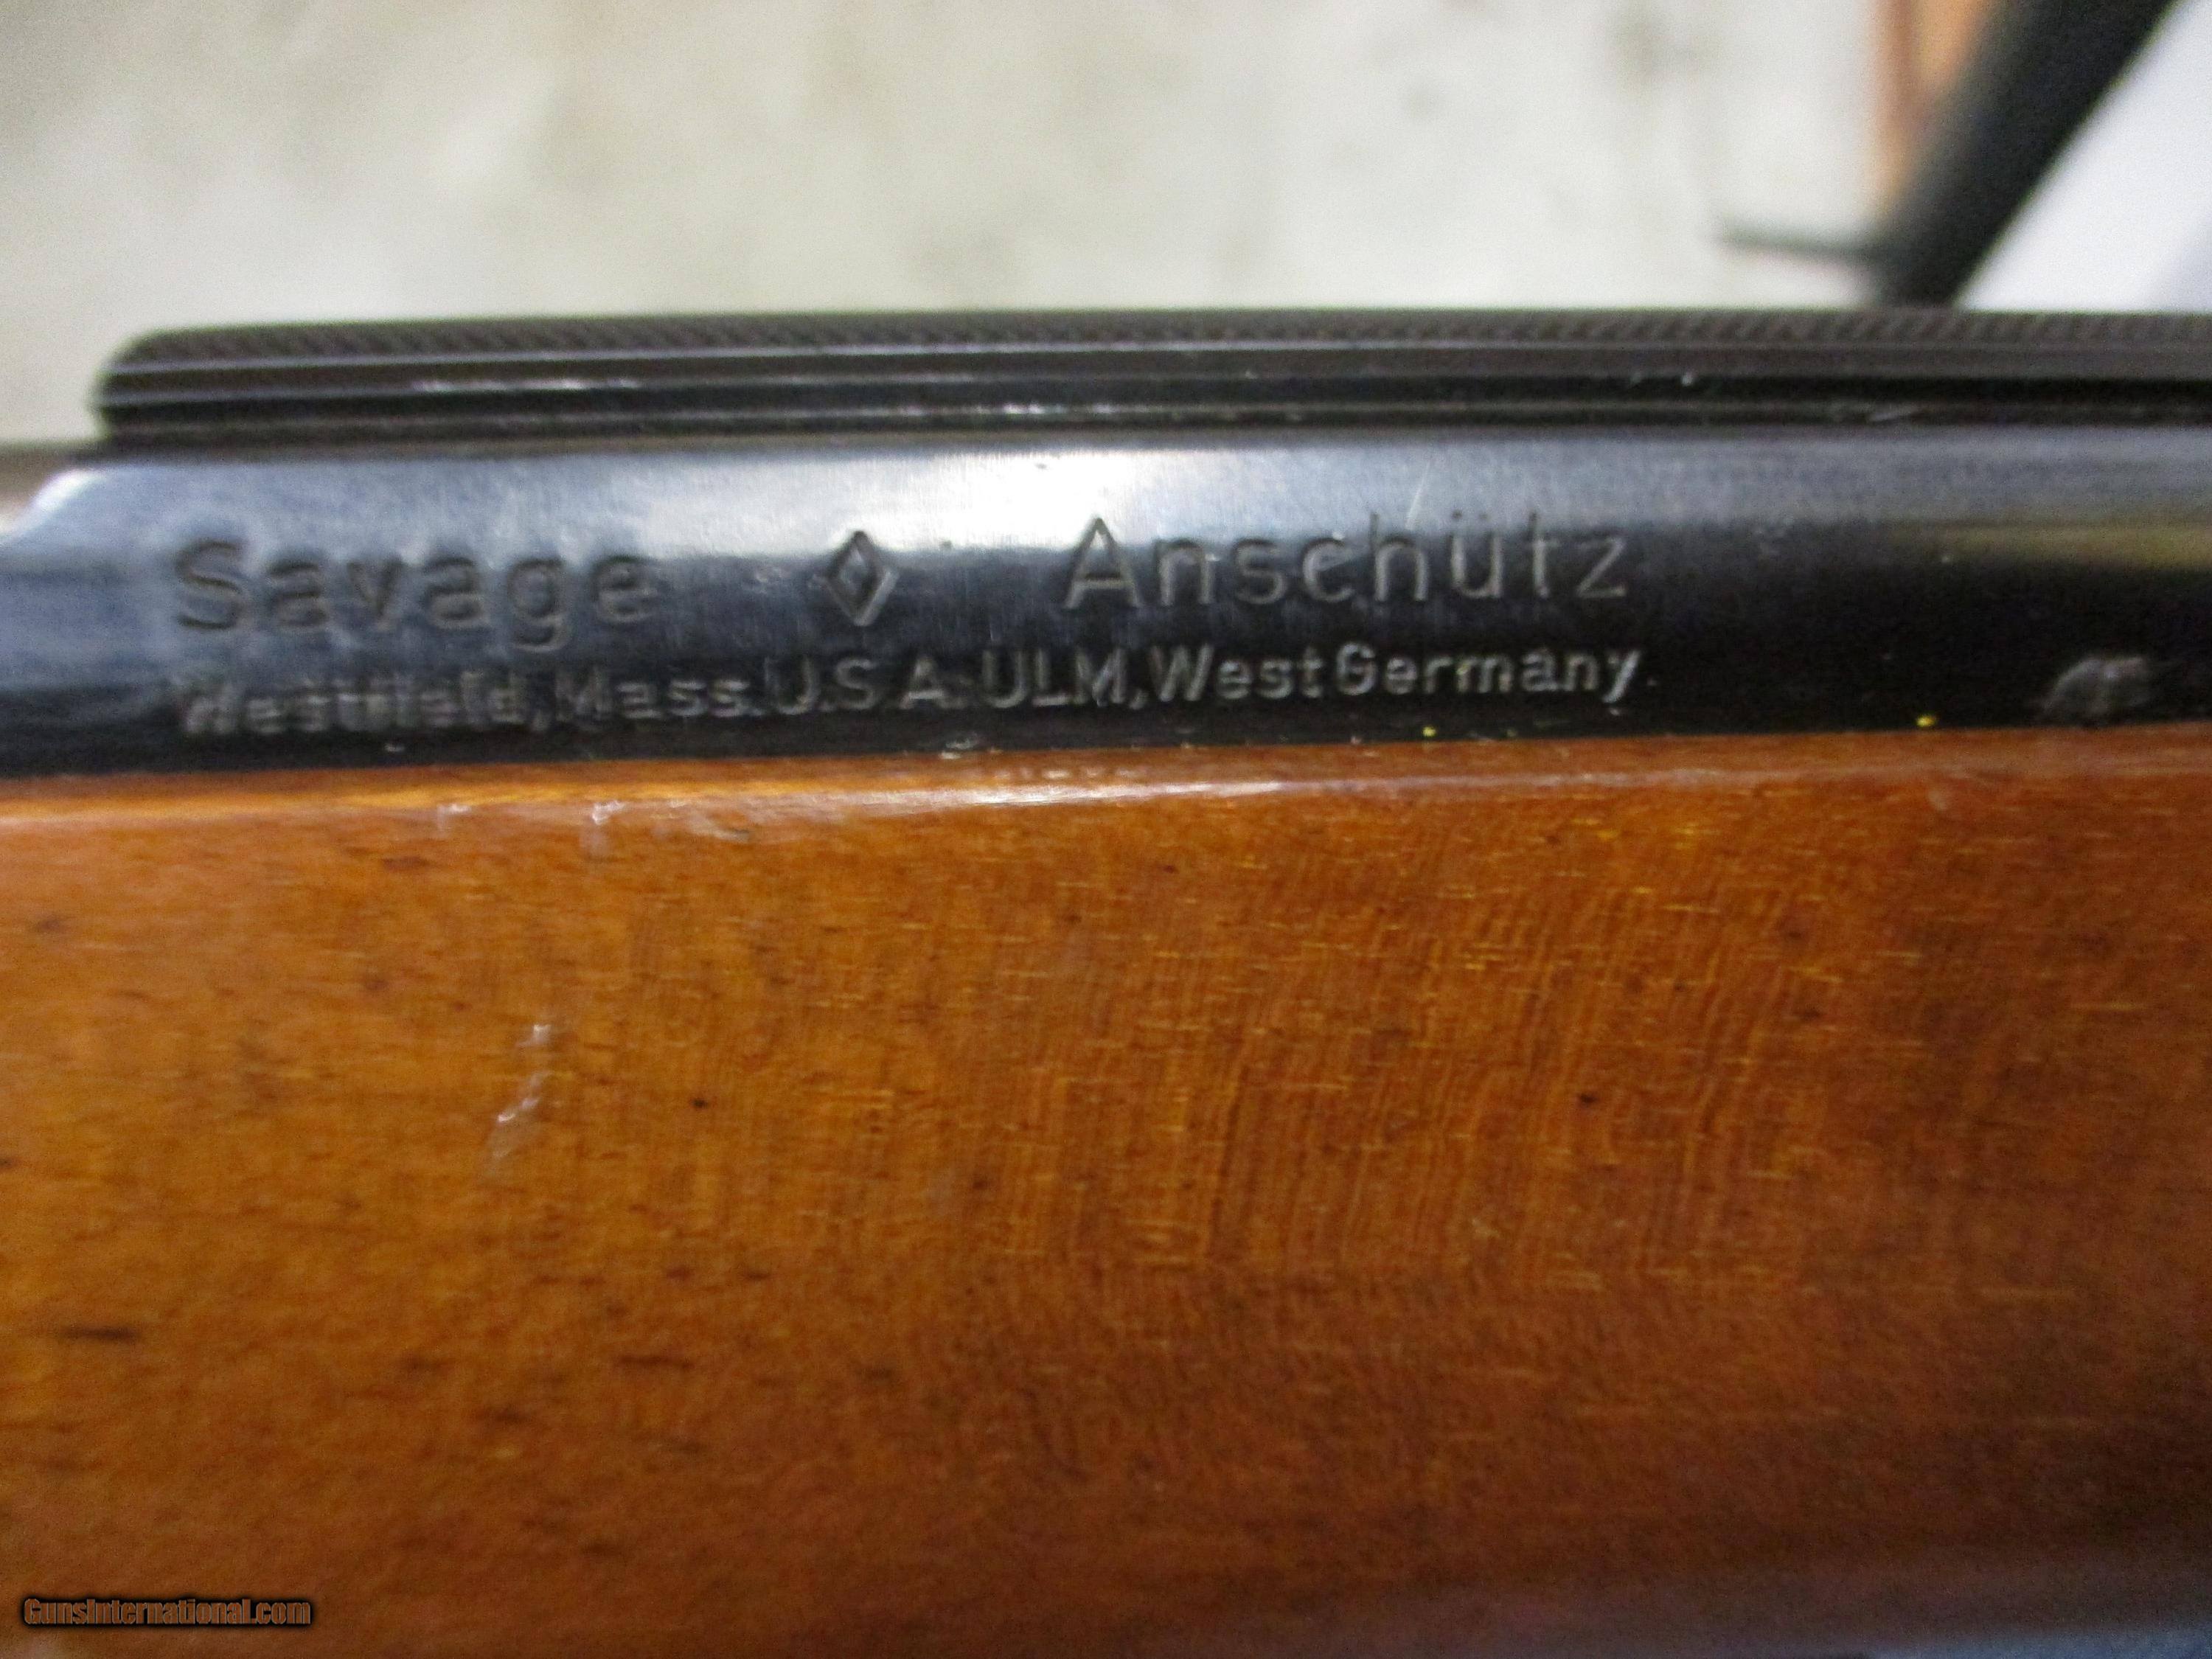 Savage ◊ Anschütz
Westfield, Mass. U.S.A. ULM, West Germany.
GunsInternational.com